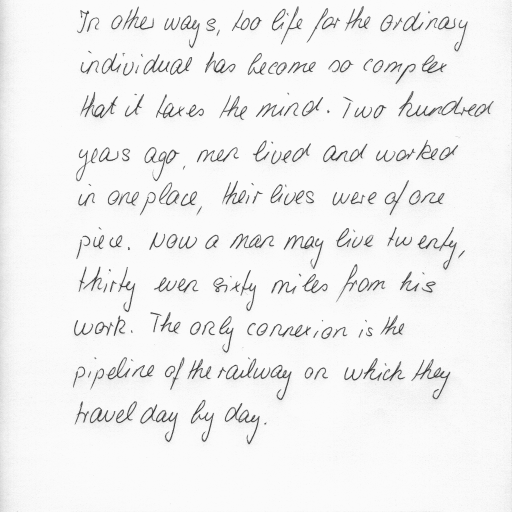 In other ways, too life for the ordinary
individual has become so complex
that it taxes the mind. Two hundred
years ago, men lived and worked
in one place, their lives were of one
piece. Now a man may live twenty,
thirty even sixty miles from his
work. The only connexion is the
pipeline of the railway on which they
travel day by day.